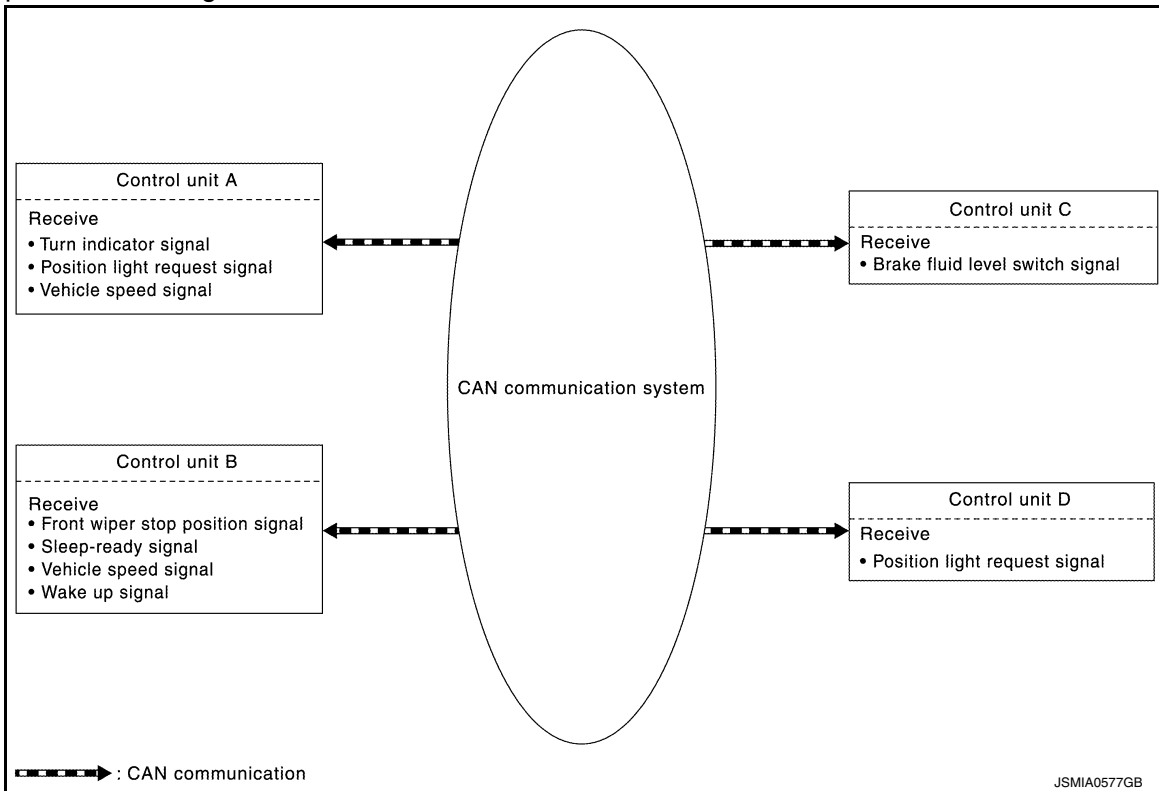 Control unit A
Receive
• Turn indicator signal
• Position light request signal
• Vehicle speed signal
Control unit B
Receive
• Front wiper stop position signal
• Sleep-ready signal
• Vehicle speed signal
• Wake up signal
CAN communication system
Control unit C
Receive
• Brake fluid level switch signal
Control unit D
Receive
• Position light request signal
: CAN communication
JSMIA0577GB